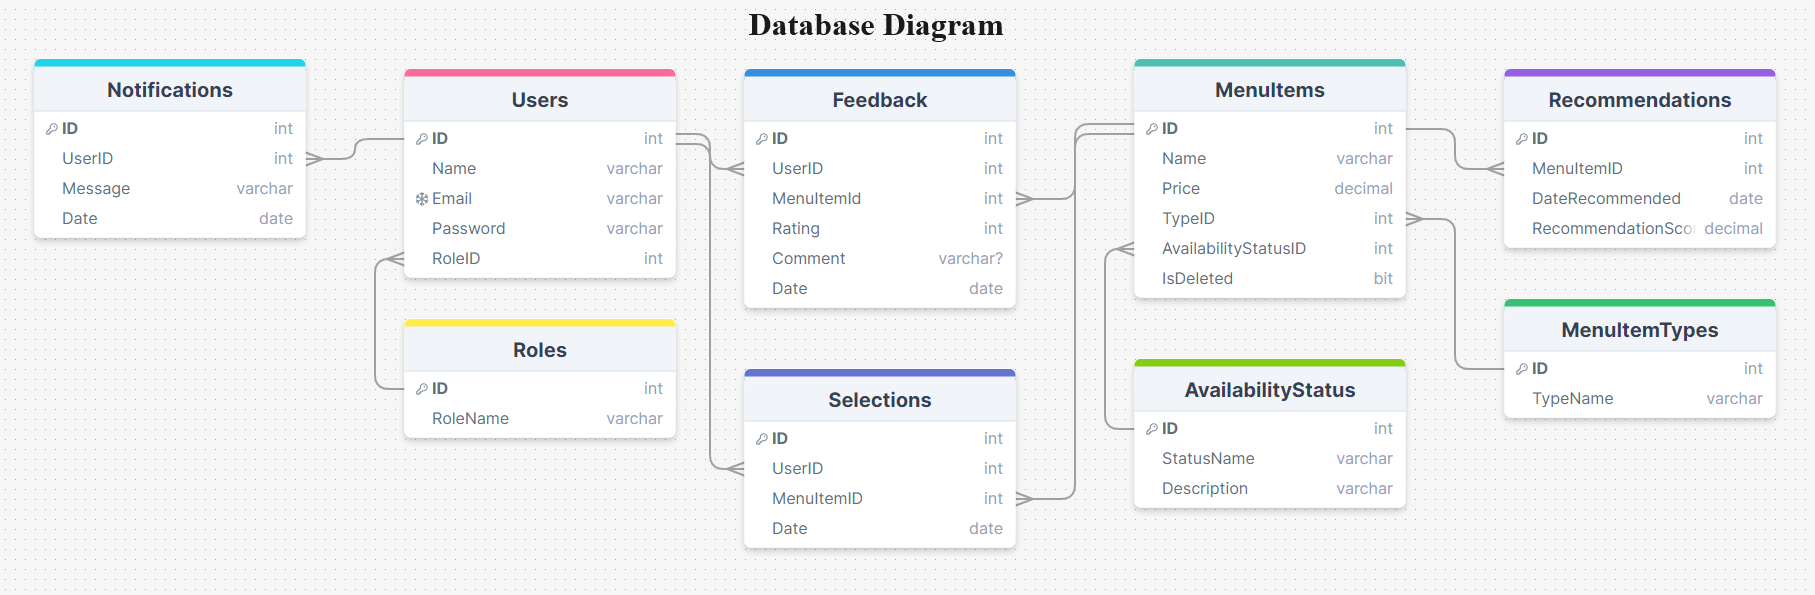 Database Diagram
Notifications
ID int
UserID int
Message varchar
Date date
Users
ID int
Name varchar
Email varchar
Password varchar
RoleID int
Roles
ID int
RoleName varchar
Feedback
ID int
UserID int
MenuItemId int
Rating int
Comment varchar?
Date date
Selections
ID int
UserID int
MenuItemID int
Date date
MenuItems
ID int
Name varchar
Price decimal
TypeID int
AvailabilityStatusID int
IsDeleted bit
AvailabilityStatus
ID int
StatusName varchar
Description varchar
Recommendations
ID int
MenuItemID int
DateRecommended date
RecommendationSco decimal
MenuItemTypes
ID int
TypeName varchar